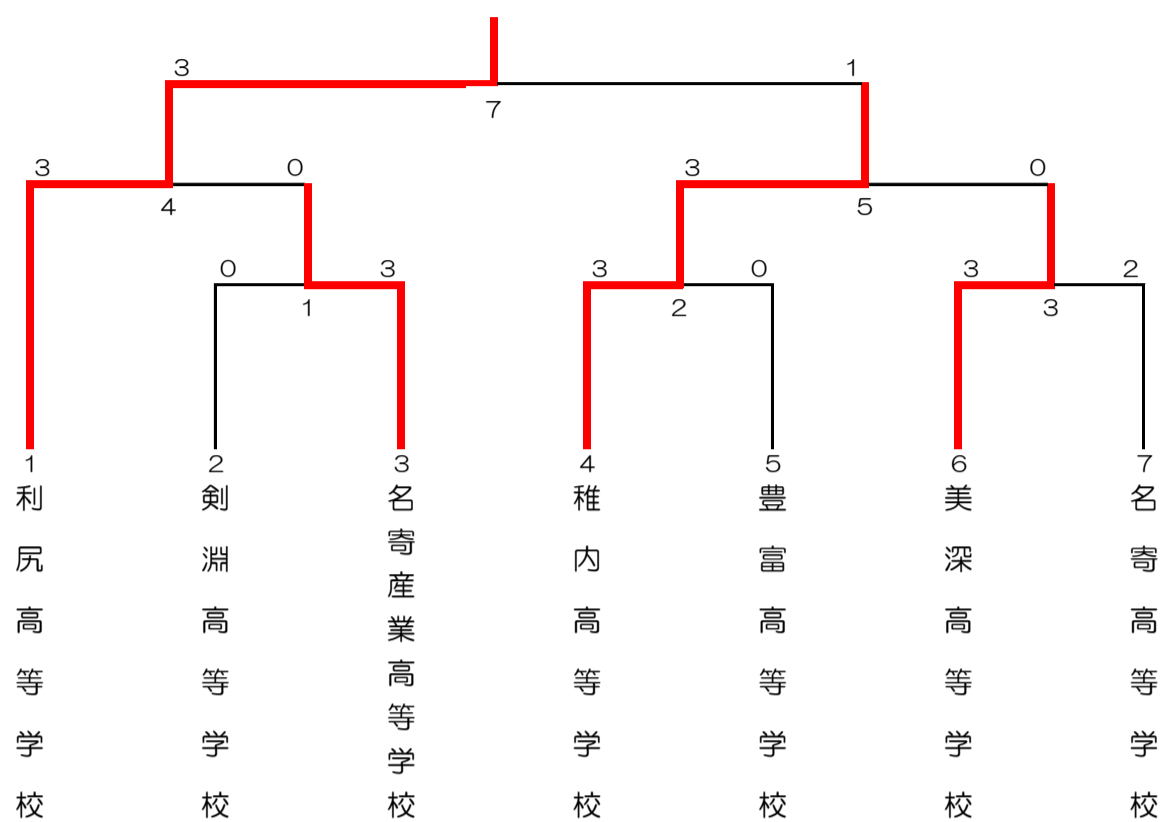 3 1
7
3 0 3 0
4 5
0 3 3 0 3 2
1 2 3
1 2 3 4 5 6 7
利尻高等学校
剣淵高等学校
名寄産業高等学校
稚内高等学校
豊富高等学校
美深高等学校
名寄高等学校